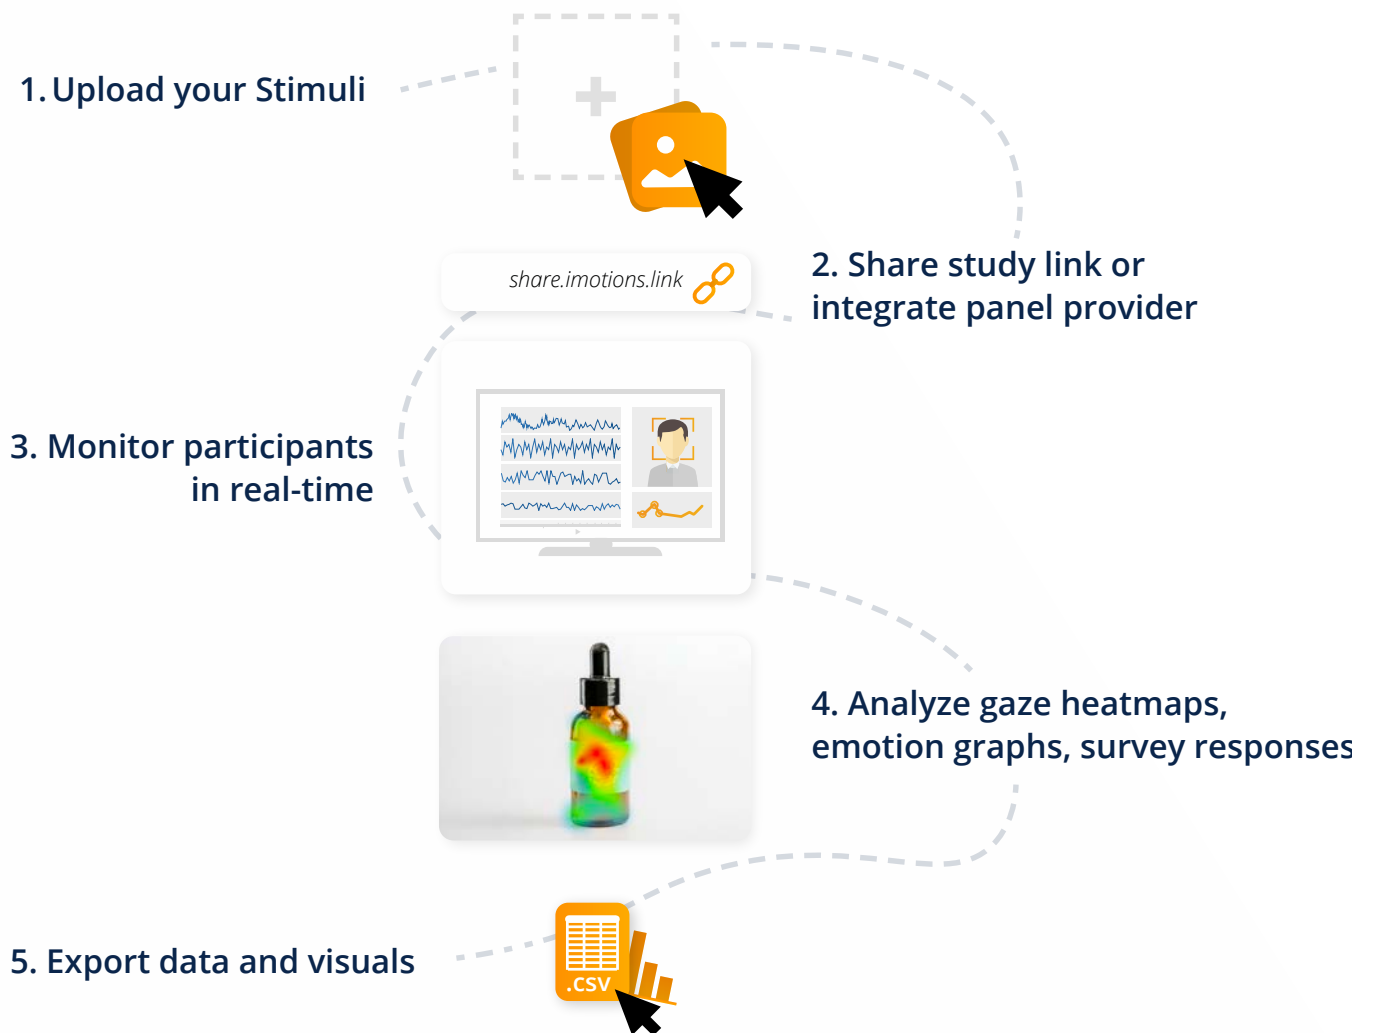 1. Upload your Stimuli
share.imotions.link
2. Share study link or
integrate panel provider
3. Monitor participants
in real-time
4. Analyze gaze heatmaps,
emotion graphs, survey responses
5. Export data and visuals
.CSV